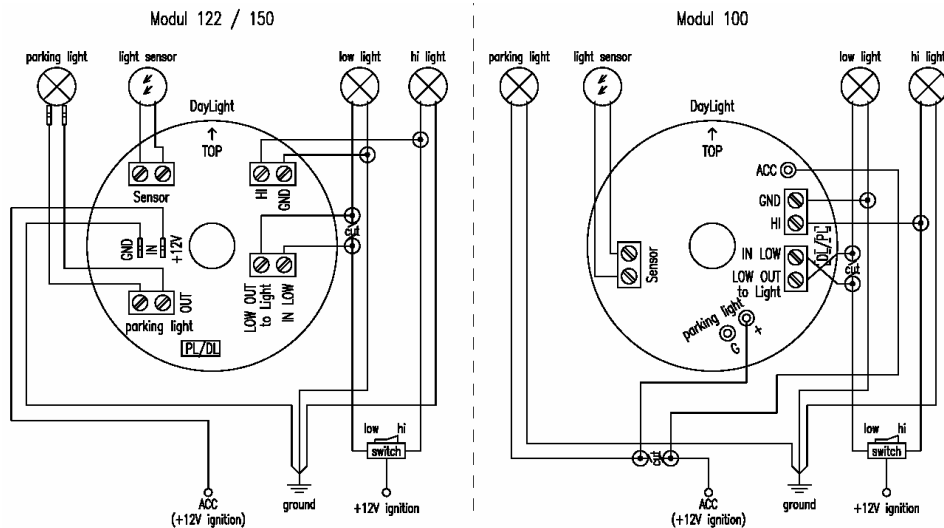 Modul 122 / 150
parking light
light sensor
low light
hi light
DayLight
↑
TOP
Sensor
HI
GND
cut
GND
IN
+12V
LOW OUT
to Light
IN LOW
OUT
parking light
PL/DL
low hi
switch
ACC
(+12V ignition)
ground
+12V ignition
Modul 100
parking light
light sensor
low light
hi light
DayLight
↑
TOP
ACC
GND
HI
DL/PL
IN LOW
LOW OUT
to Light
cut
Sensor
parking light
G +
cut
low hi
switch
ACC
(+12V ignition)
ground
+12V ignition